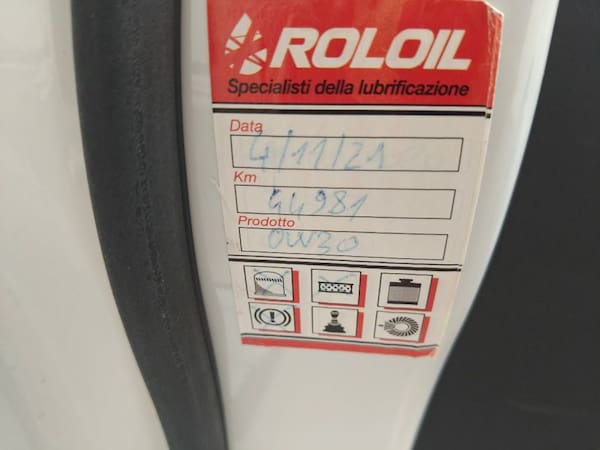 ROLOIL
Specialisti della lubrificazione
Data
4/11/21
Km
44981
Prodotto
0W30